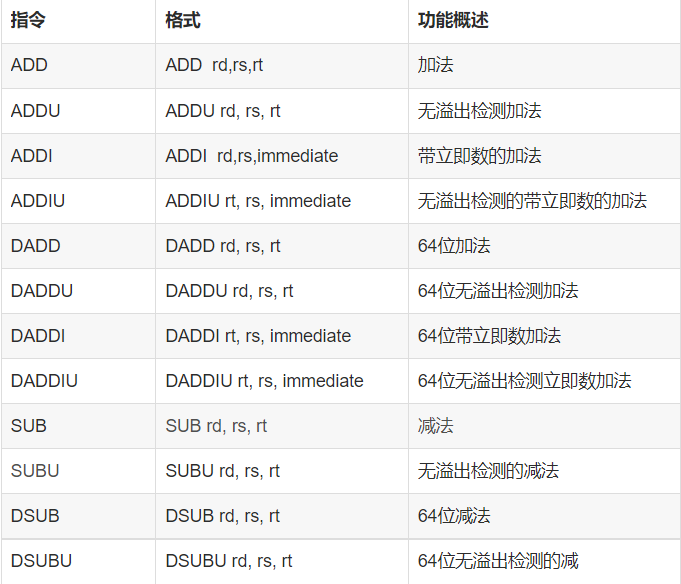 指令 格式 功能概述
ADD ADD rd,rs,rt 加法
ADDU ADDU rd, rs, rt 无溢出检测加法
ADDI ADDI rd,rs,immediate 带立即数的加法
ADDIU ADDIU rt, rs, immediate 无溢出检测的带立即数的加法
DADD DADD rd, rs, rt 64位加法
DADDU DADDU rd, rs, rt 64位无溢出检测加法
DADDI DADDI rt, rs, immediate 64位带立即数加法
DADDIU DADDIU rt, rs, immediate 64位无溢出检测立即数加法
SUB SUB rd, rs, rt 减法
SUBU SUBU rd, rs, rt 无溢出检测的减法
DSUB DSUB rd, rs, rt 64位减法
DSUBU DSUBU rd, rs, rt 64位无溢出检测的减